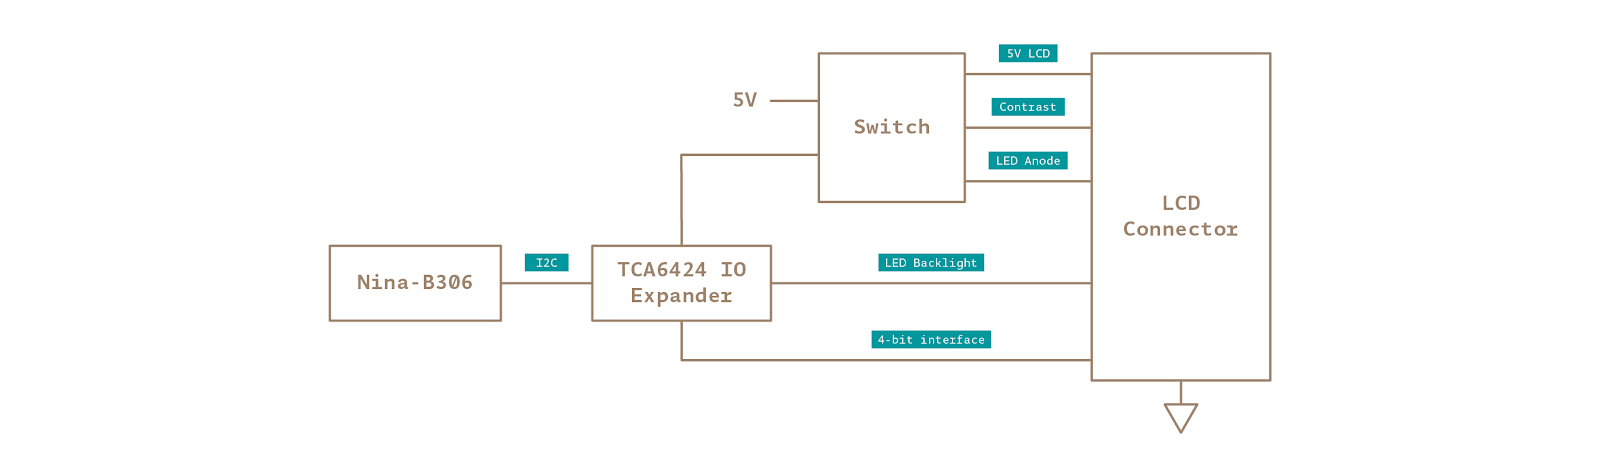 5V LCD
5V
Contrast
Switch
LED Anode
LCD
Connector
Nina-B306
I2C
TCA6424 IO
Expander
LED Backlight
4-bit interface